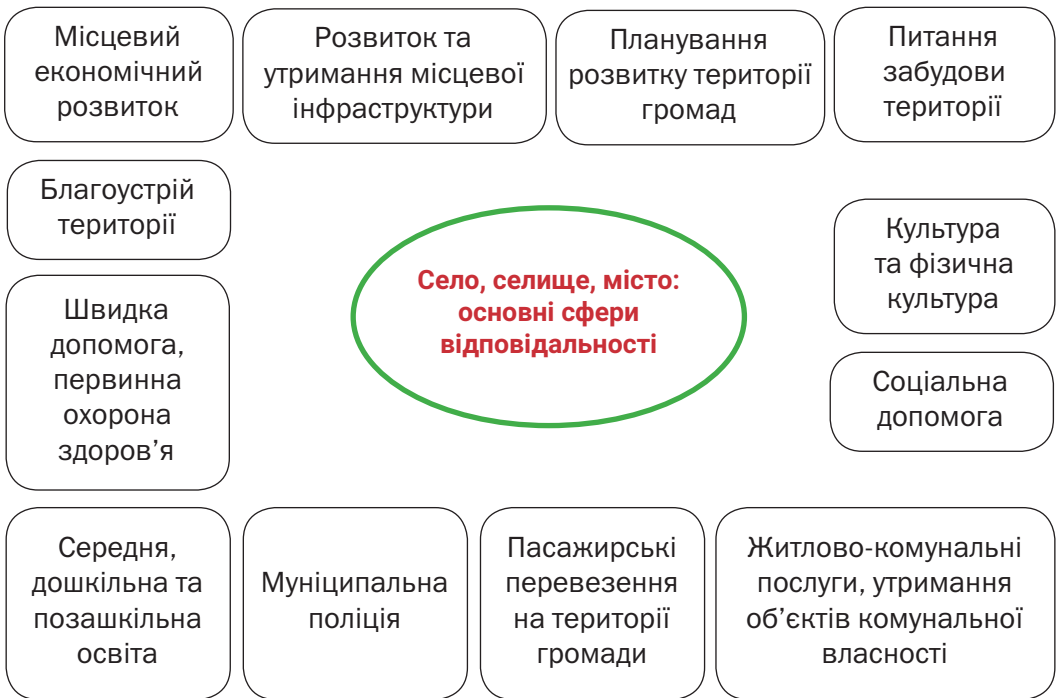 Місцевий
економічний
розвиток
Розвиток та
утримання місцевої
інфраструктури
Планування
розвитку території
громад
Питання
забудови
території
Благоустрій
території
Село, селище, місто:
основні сфери
відповідальності
Культура
та фізична
культура
Швидка
допомога,
первинна
охорона
здоров’я
Соціальна
допомога
Середня,
дошкільна та
позашкільна
освіта
Муніципальна
поліція
Пасажирські
перевезення
на території
громади
Житлово-комунальні
послуги, утримання
об’єктів комунальної
власності